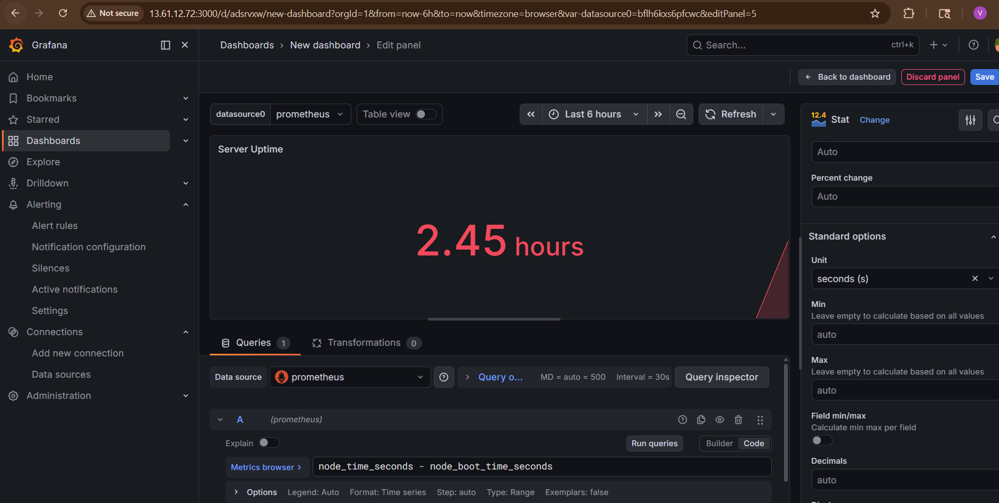 Not secure
13.61.12.72:3000/d/adsrvxw/new-dashboard?orgId=1&from=now-6h&to=now&timezone=browser&var-datasource0=bflh6kxs6pfcwc&editPanel=5
V
Grafana
Dashboards › New dashboard › Edit panel
Search... ctrl+k
Home
Bookmarks
Starred
Dashboards
Explore
Drilldown
Alerting
Alert rules
Notification configuration
Silences
Active notifications
Settings
Connections
Add new connection
Data sources
Administration
Back to dashboard
Discard panel
Save
datasource0 prometheus
Table view
Last 6 hours
Refresh
Server Uptime
2.45 hours
Queries 1
Transformations 0
Data source prometheus
Query o... MD = auto = 500 Interval = 30s
Query inspector
A (prometheus)
Explain
Run queries
Builder Code
Metrics browser >
node_time_seconds - node_boot_time_seconds
Options Legend: Auto Format: Time series Step: auto Type: Range Exemplars: false
12.4
Stat Change
Auto
Percent change
Auto
Standard options
Unit
seconds (s)
Min
Leave empty to calculate based on all values
auto
Max
Leave empty to calculate based on all values
auto
Field min/max
Calculate min max per field
Decimals
auto